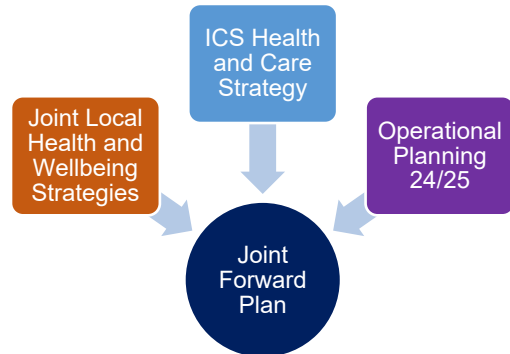 ICS Health
and Care
Strategy
Joint Local
Health and
Wellbeing
Strategies
Operational
Planning
24/25
Joint
Forward
Plan